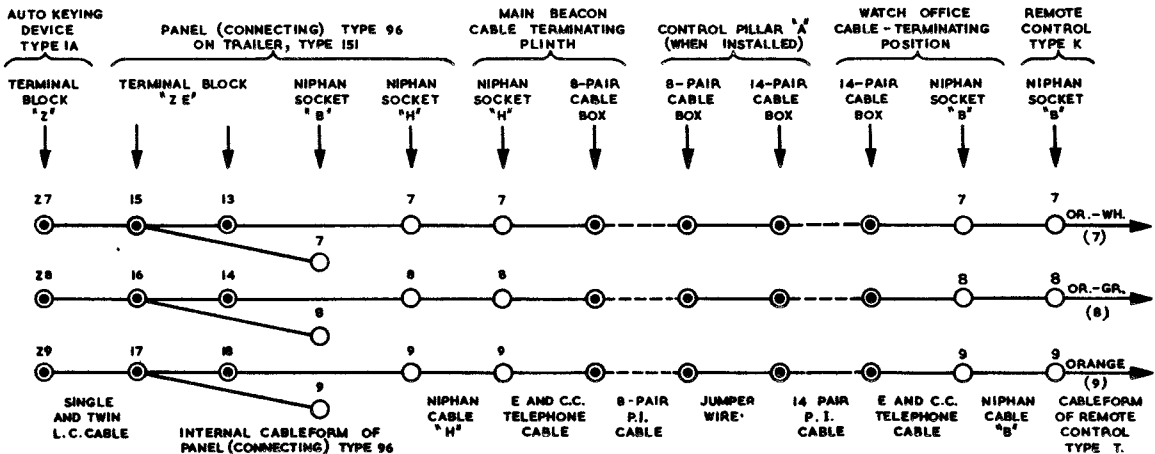 AUTO KEYING
DEVICE
TYPE IA
PANEL (CONNECTING) TYPE 96
ON TRAILER, TYPE 151
MAIN BEACON
CABLE TERMINATING
PLINTH
CONTROL PILLAR "A"
(WHEN INSTALLED)
WATCH OFFICE
CABLE-TERMINATING
POSITION
REMOTE
CONTROL
TYPE K
TERMINAL
BLOCK
"Z"
TERMINAL BLOCK
"Z E"
NIPHAN
SOCKET
"B"
NIPHAN
SOCKET
"H"
NIPHAN
SOCKET
"H"
8-PAIR
CABLE
BOX
8-PAIR
CABLE
BOX
14-PAIR
CABLE
BOX
14-PAIR
CABLE
BOX
NIPHAN
SOCKET
"B"
NIPHAN
SOCKET
"B"
Z7 15 13 7 7 7 7
OR.-WH.
(7)
7
Z8 16 14 8 8 8 8
OR.-GR.
(8)
8
Z9 17 18 9 9 9 9
ORANGE
(9)
9
SINGLE
AND TWIN
L.C. CABLE
INTERNAL CABLEFORM OF
PANEL (CONNECTING) TYPE 96
NIPHAN
CABLE
"H"
E AND C.C.
TELEPHONE
CABLE
8-PAIR
P.I.
CABLE
JUMPER
WIRE.
14 PAIR
P.I.
CABLE
E AND C.C.
TELEPHONE
CABLE
NIPHAN
CABLE
"B"
CABLEFORM
OF REMOTE
CONTROL
TYPE T.